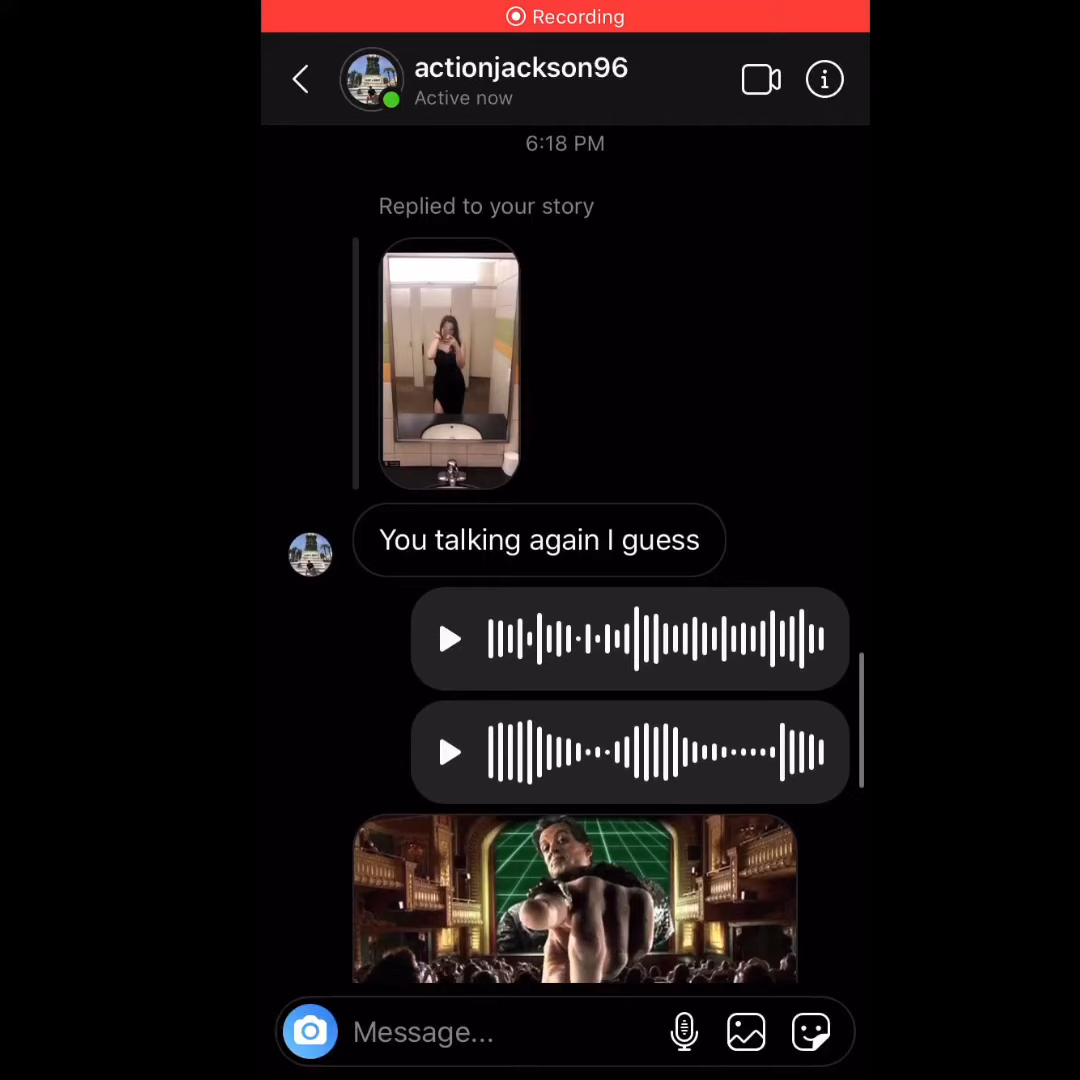 Recording
actionjackson96
Active now
6:18 PM
Replied to your story
You talking again I guess
Message...